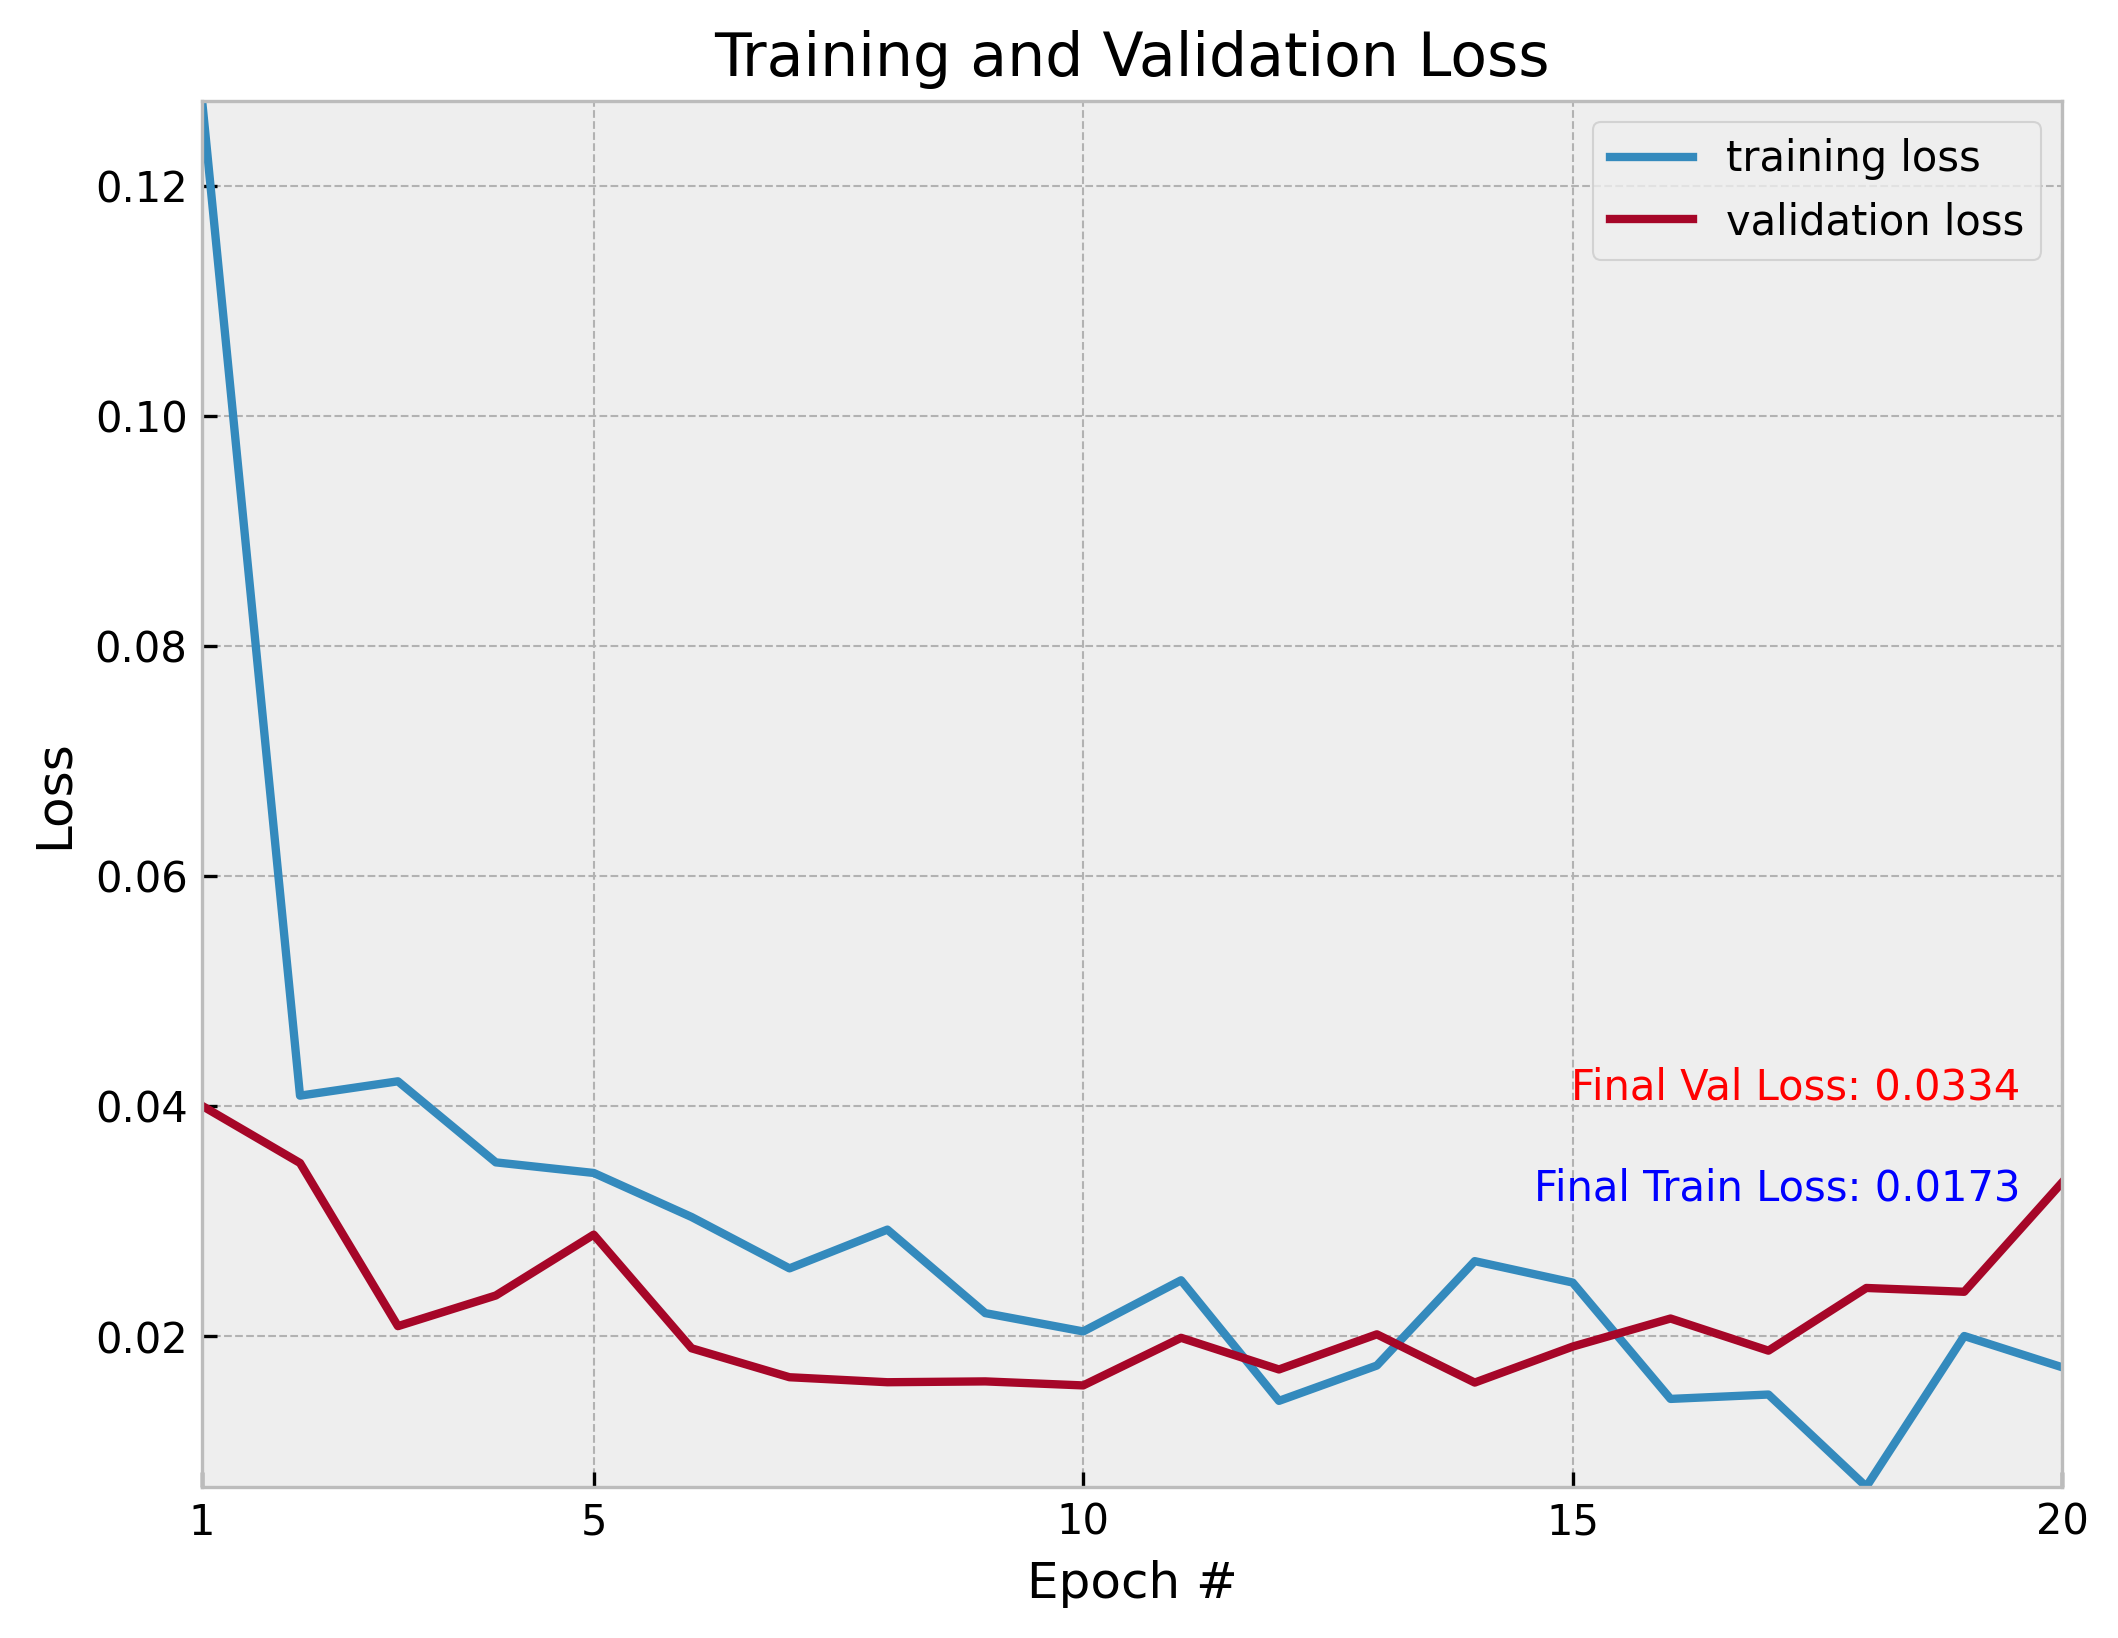 Training and Validation Loss
training loss
validation loss
0.12
0.10
0.08
0.06
0.04
0.02
Loss
Final Val Loss: 0.0334
Final Train Loss: 0.0173
1 5 10 15 20
Epoch #